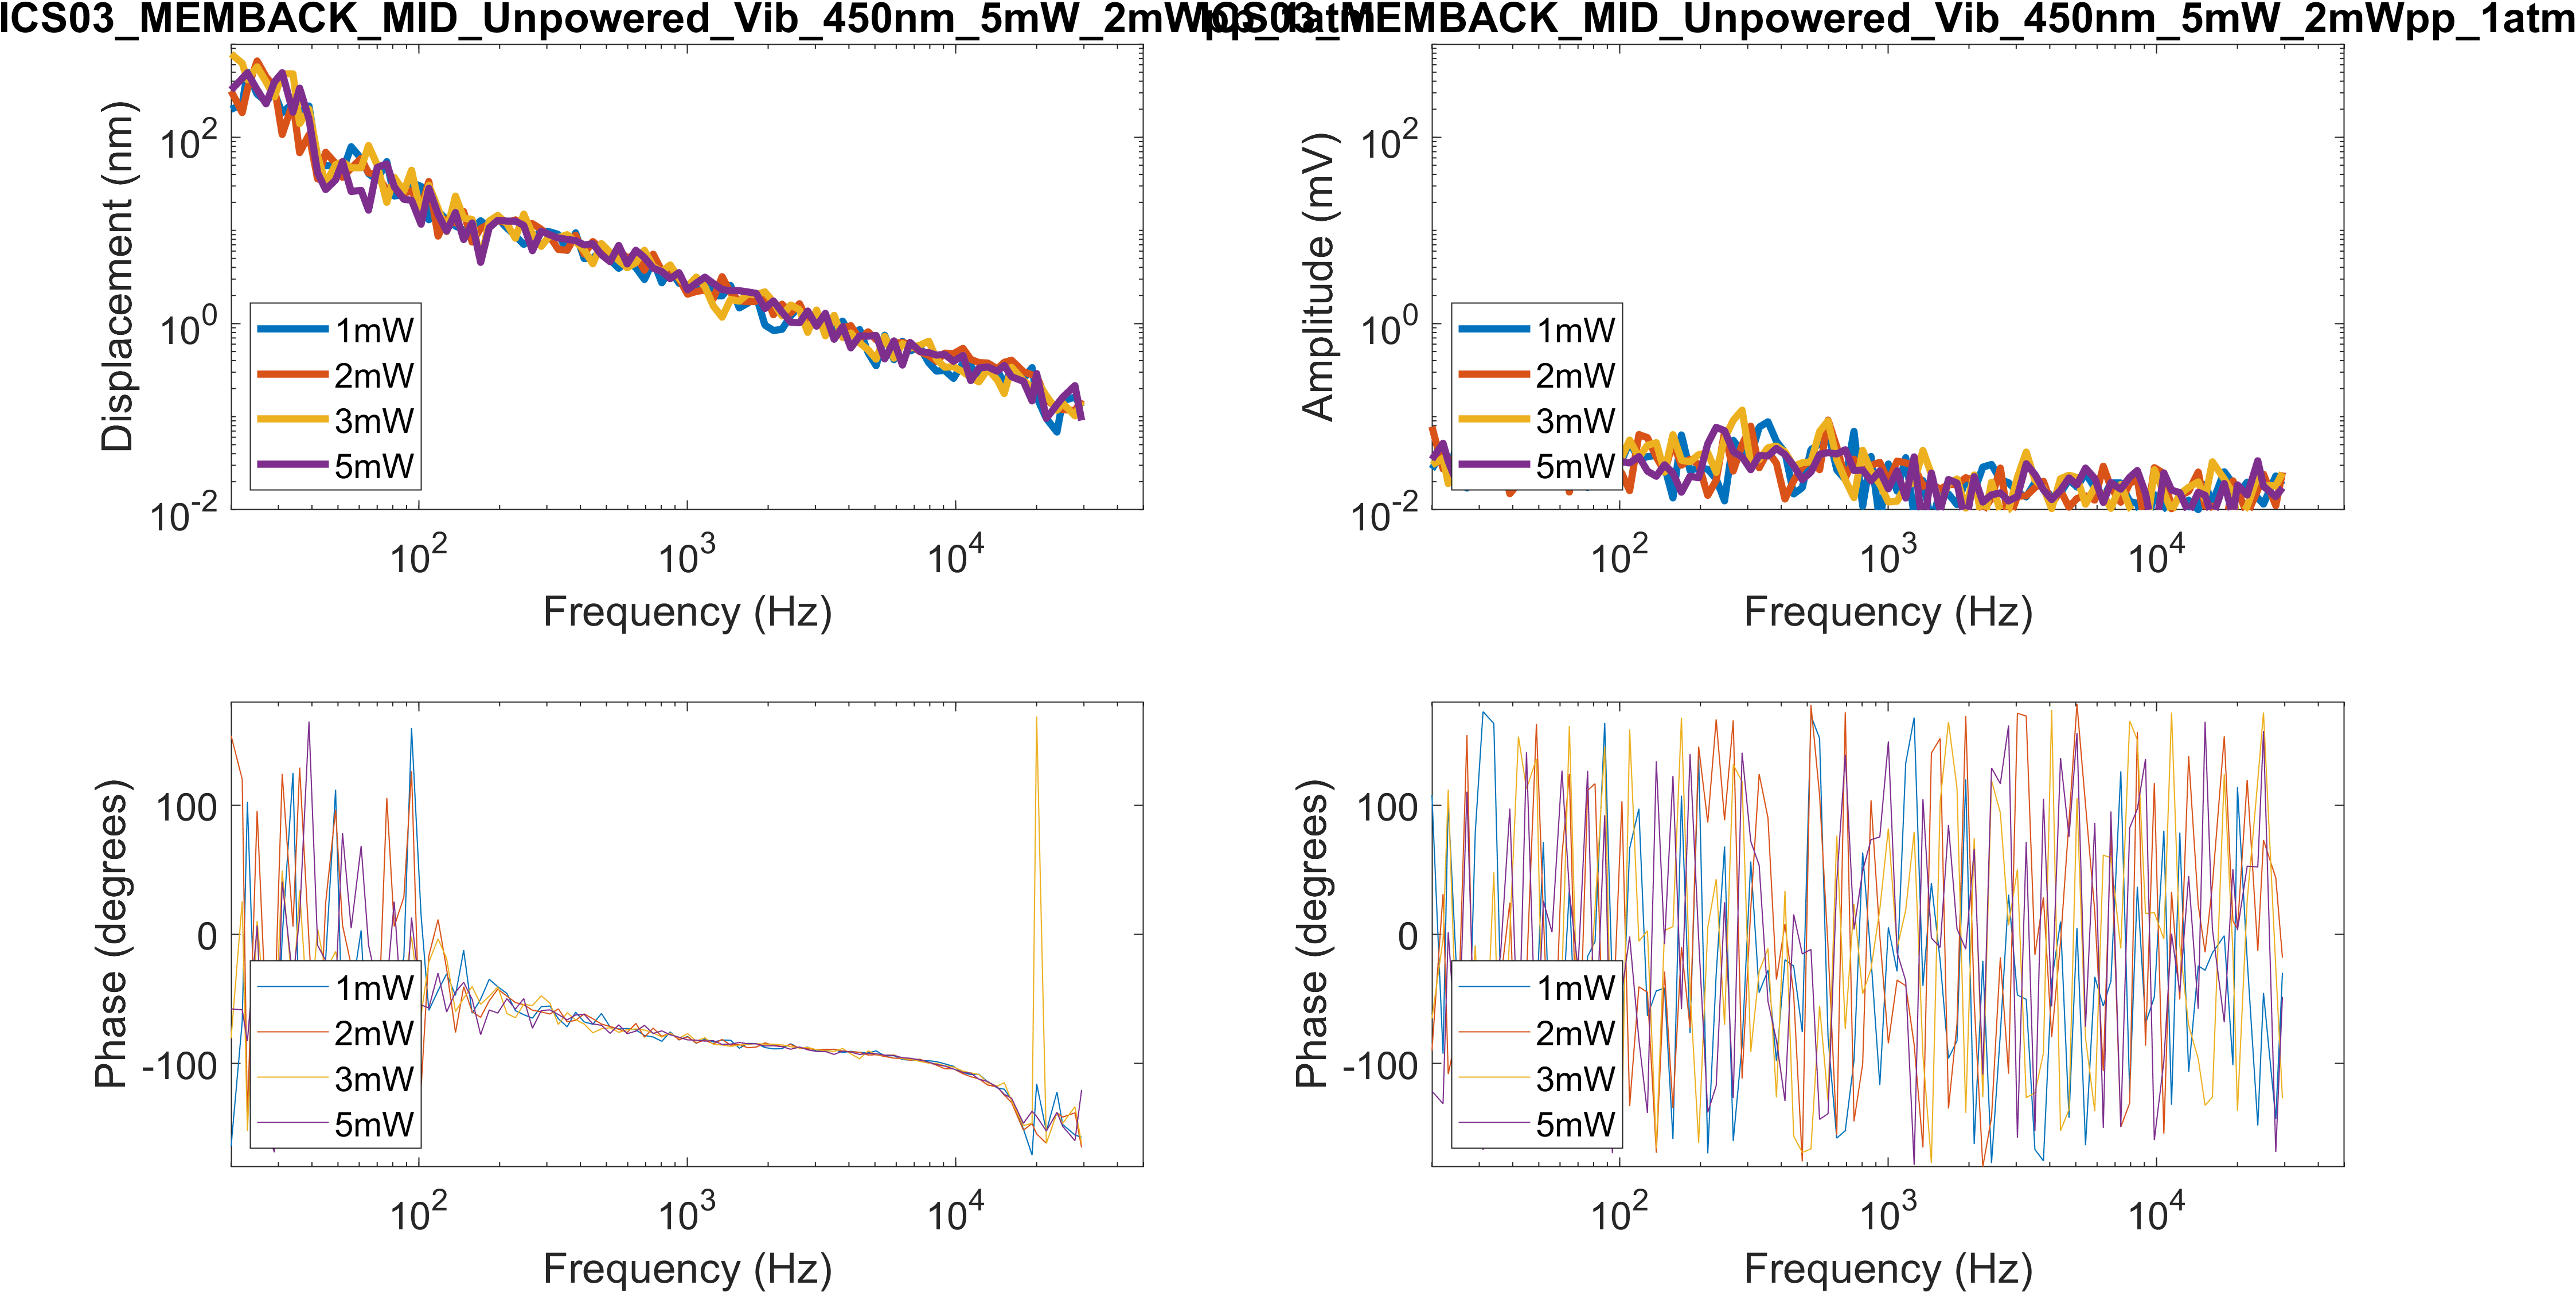 ICS03_MEMBACK_MID_Unpowered_Vib_450nm_5mW_2mWpp_1atm
ICS03_MEMBACK_MID_Unpowered_Vib_450nm_5mW_2mWpp_1atm
Displacement (nm)
10^2
10^0
10^-2
1mW
2mW
3mW
5mW
10^2
10^3
10^4
Frequency (Hz)
Amplitude (mV)
10^2
10^0
10^-2
1mW
2mW
3mW
5mW
10^2
10^3
10^4
Frequency (Hz)
Phase (degrees)
100
0
-100
1mW
2mW
3mW
5mW
10^2
10^3
10^4
Frequency (Hz)
Phase (degrees)
100
0
-100
1mW
2mW
3mW
5mW
10^2
10^3
10^4
Frequency (Hz)